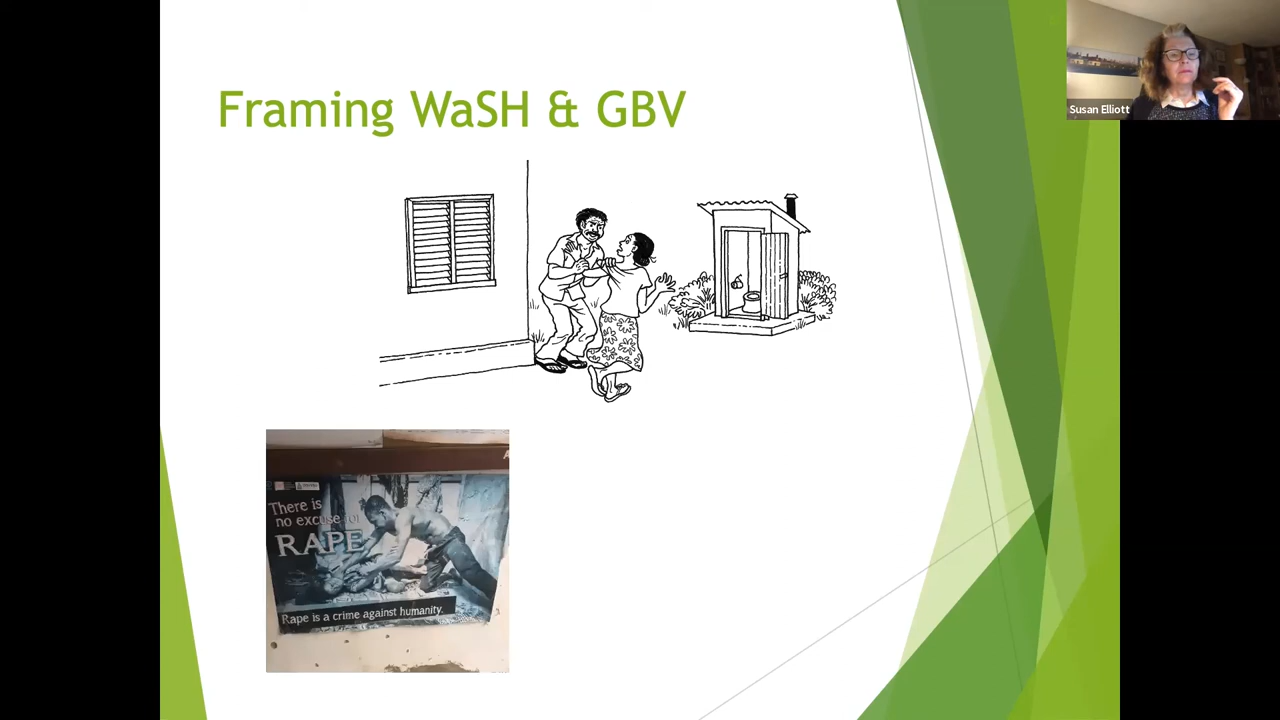 Framing WaSH & GBV
Susan Elliott
There is
no excuse for
RAPE
Rape is a crime against humanity.